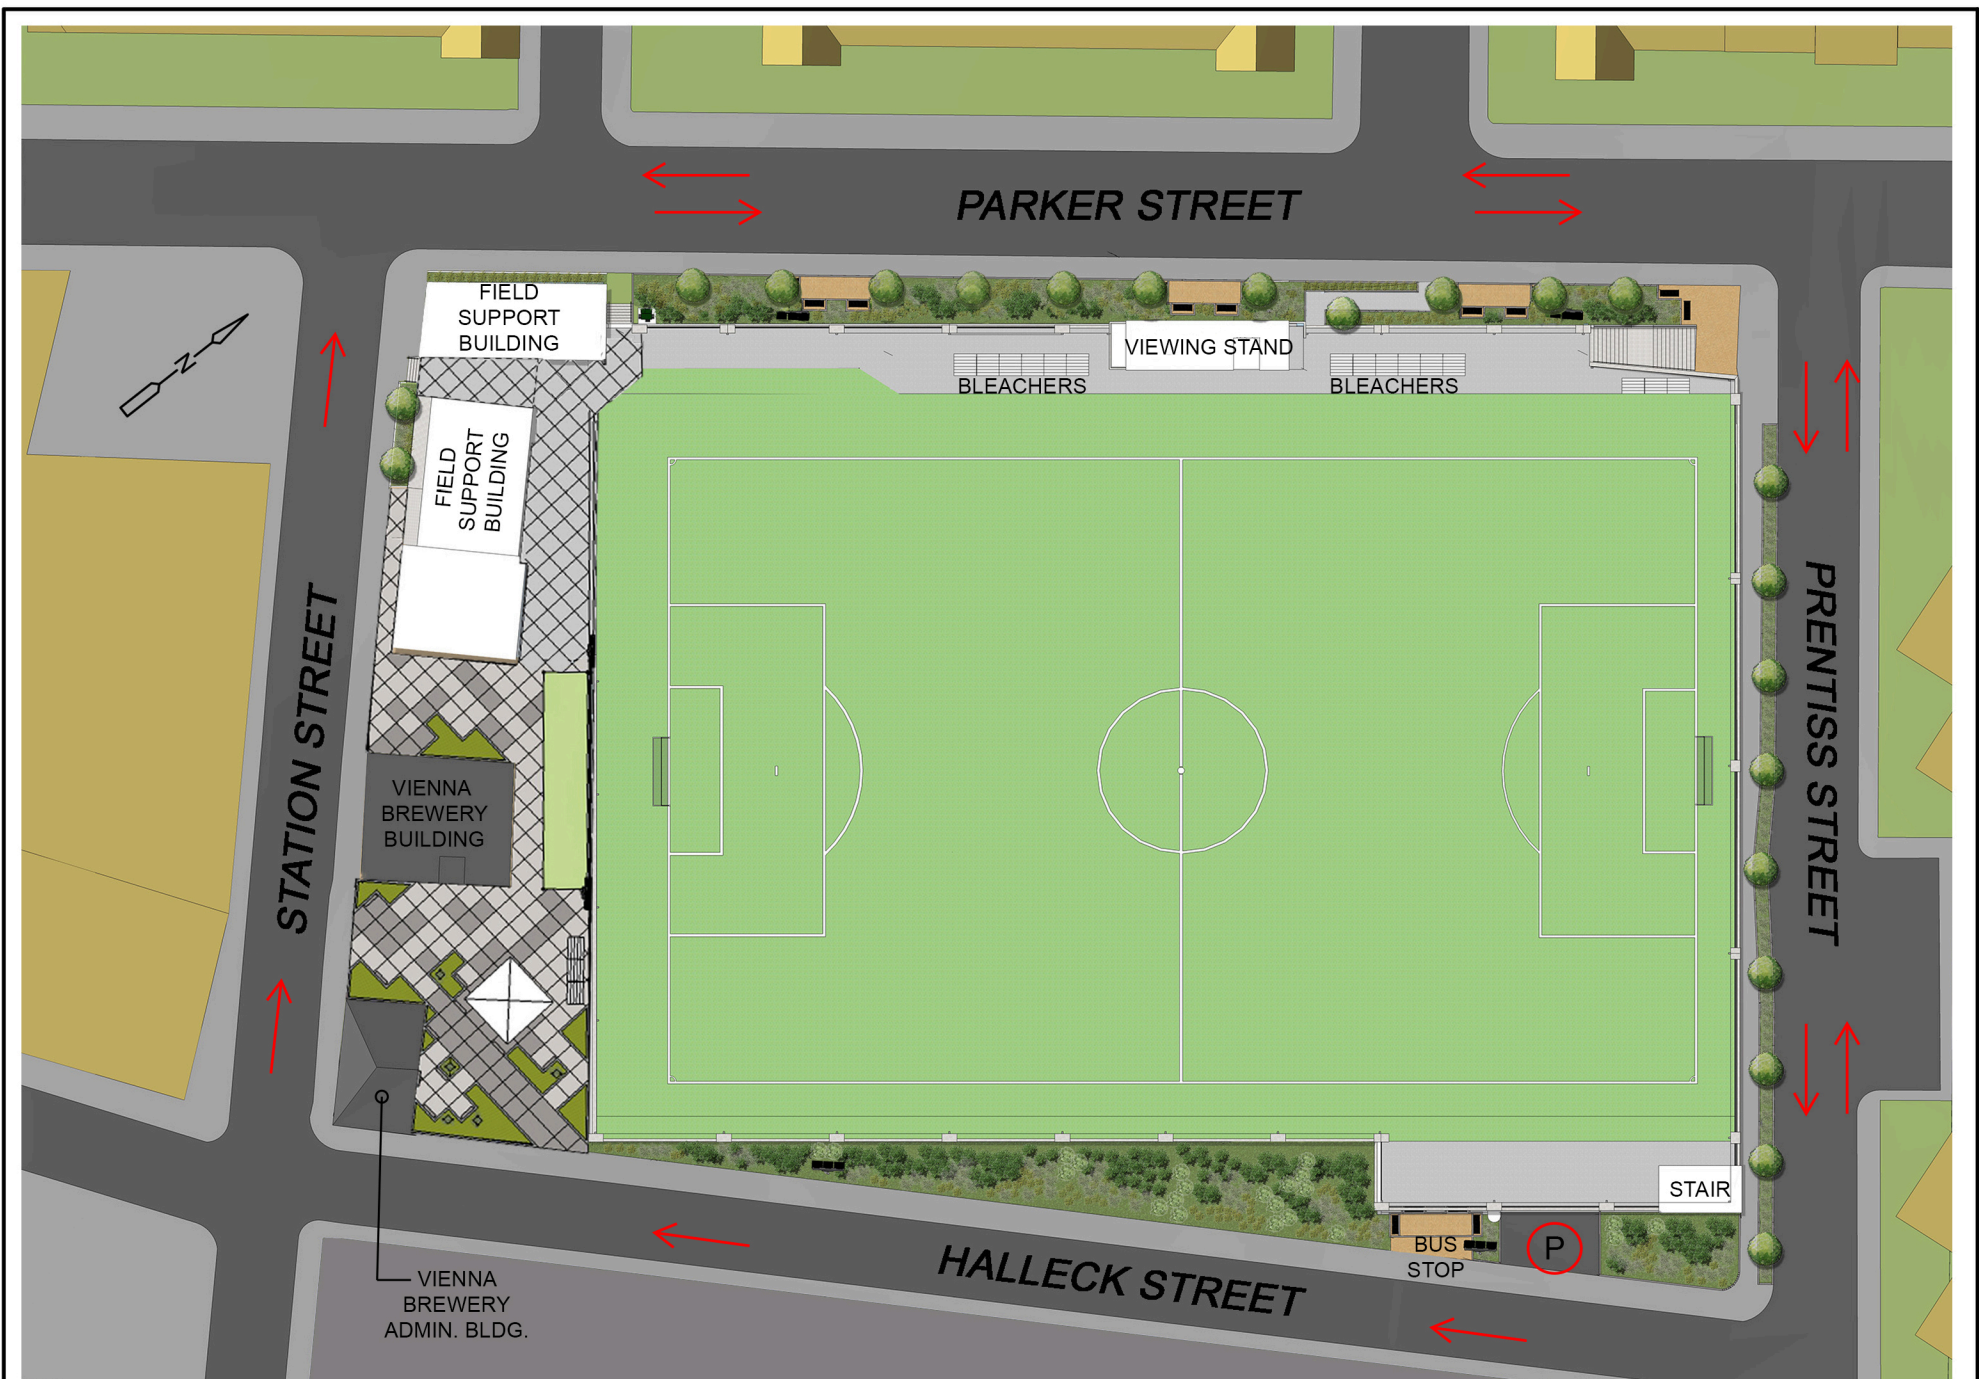 PARKER STREET
FIELD
SUPPORT
BUILDING
VIEWING STAND
BLEACHERS
BLEACHERS
N
FIELD
SUPPORT
BUILDING
STATION STREET
PRENTISS STREET
VIENNA
BREWERY
BUILDING
STAIR
BUS
STOP
P
HALLECK STREET
VIENNA
BREWERY
ADMIN. BLDG.